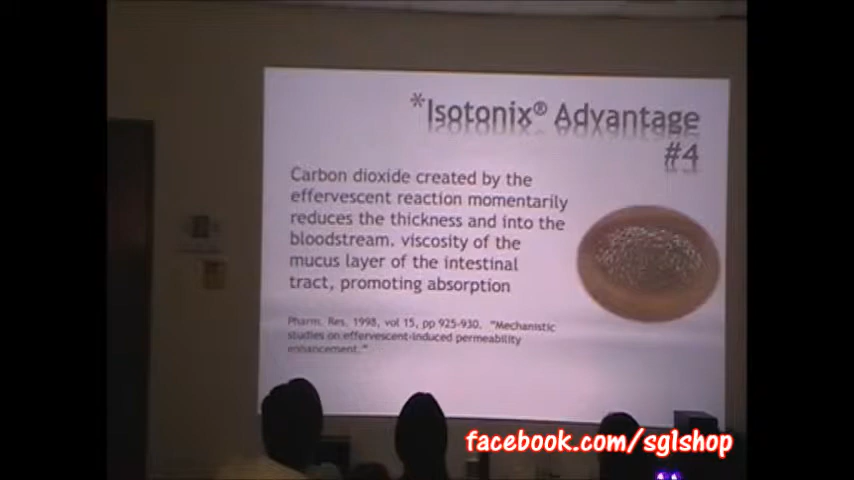 *Isotonix® Advantage
#4
Carbon dioxide created by the
effervescent reaction momentarily
reduces the thickness and into the
bloodstream. viscosity of the
mucus layer of the intestinal
tract, promoting absorption
Pharm. Res. 1998, vol 15, pp 925-930. "Mechanistic
studies on effervescent-induced permeability
enhancement."
facebook.com/sg1shop